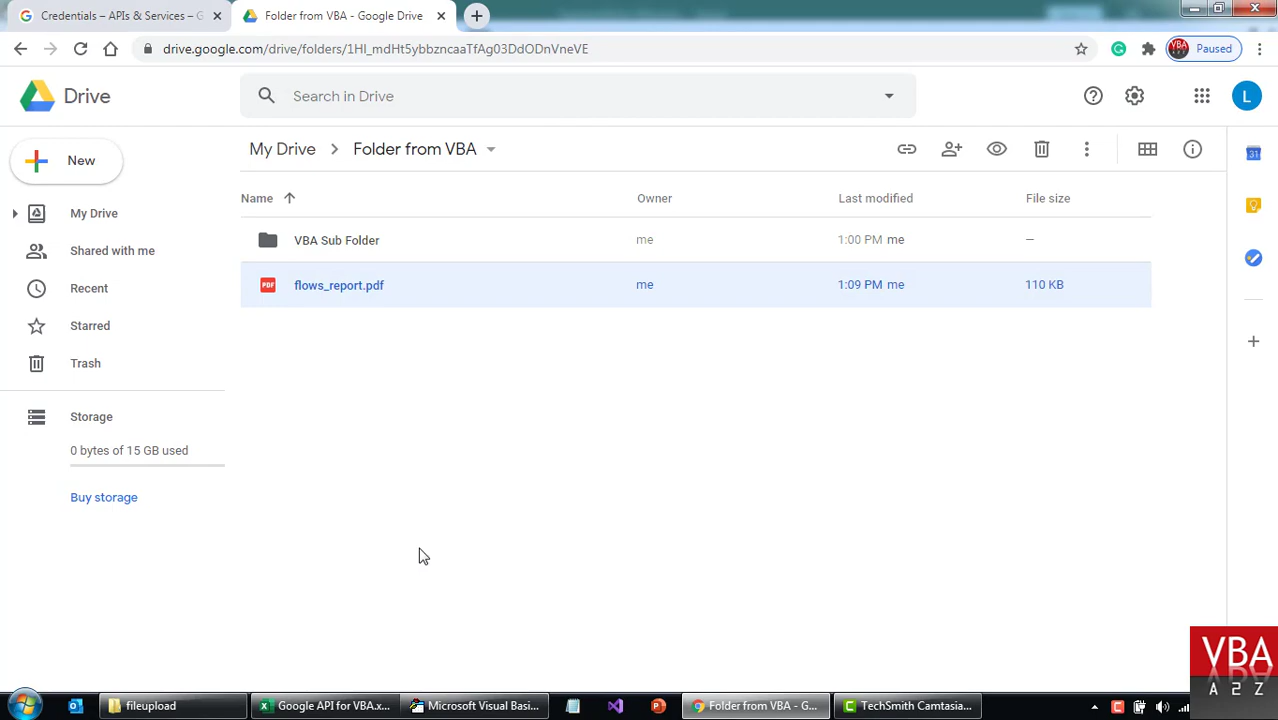 Credentials – APIs & Services – G
Folder from VBA - Google Drive
drive.google.com/drive/folders/1HI_mdHt5ybbzncaaTfAg03DdODnVneVE
VBA
Paused
Drive
Search in Drive
L
New
My Drive
Folder from VBA
31
Name
Owner
Last modified
File size
My Drive
VBA Sub Folder
me
1:00 PM me
—
Shared with me
PDF
flows_report.pdf
me
1:09 PM me
110 KB
Recent
Starred
Trash
Storage
0 bytes of 15 GB used
Buy storage
VBA
A 2 Z
fileupload
Google API for VBA.x...
Microsoft Visual Basi...
Folder from VBA - G...
TechSmith Camtasia...